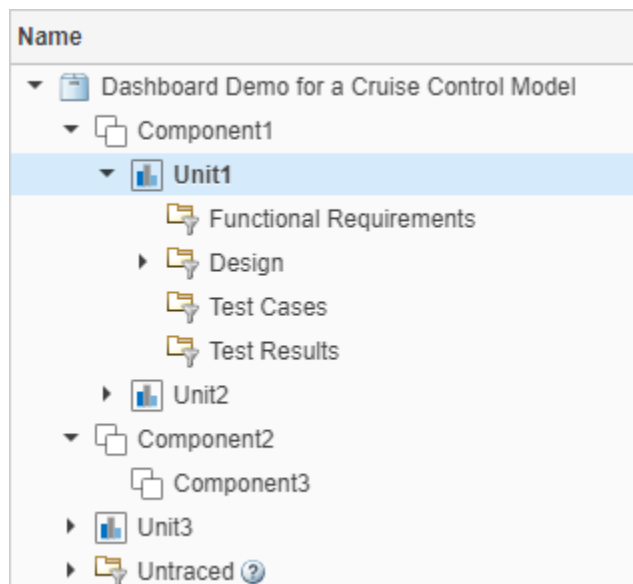 Name
Dashboard Demo for a Cruise Control Model
Component1
Unit1
Functional Requirements
Design
Test Cases
Test Results
Unit2
Component2
Component3
Unit3
Untraced ?